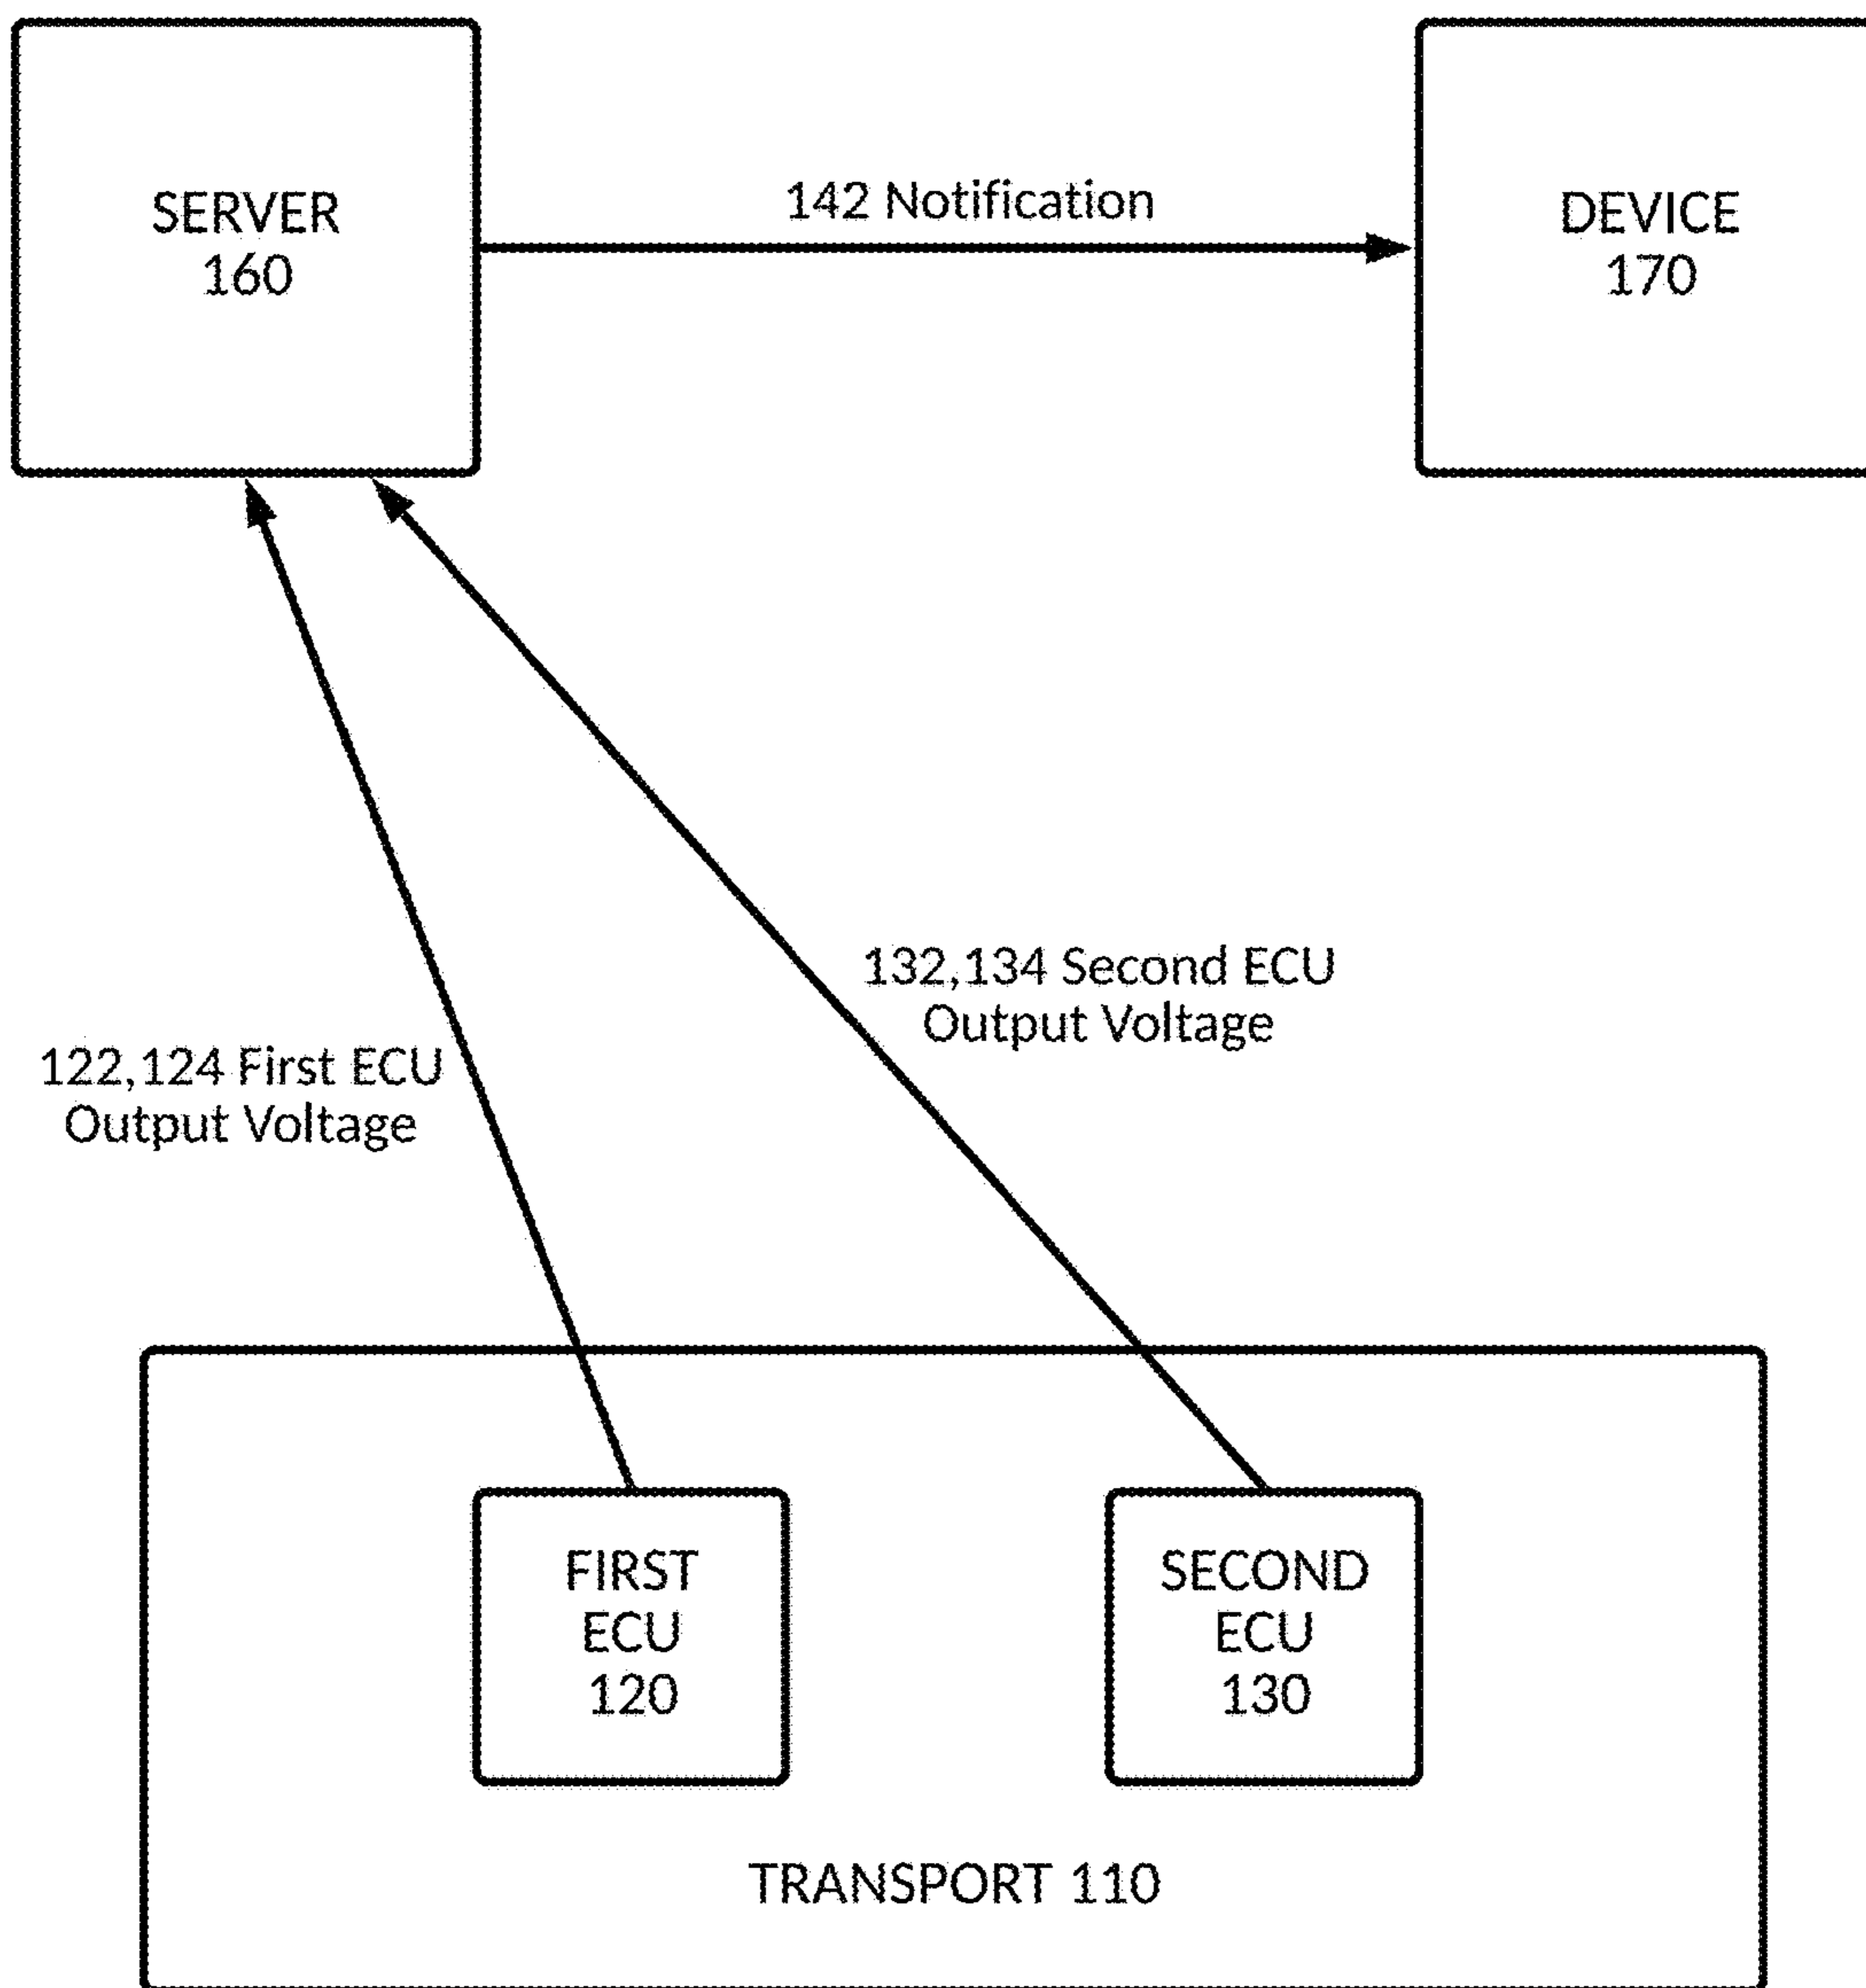 SERVER
160
142 Notification
DEVICE
170
132,134 Second ECU
Output Voltage
122,124 First ECU
Output Voltage
FIRST
ECU
120
SECOND
ECU
130
TRANSPORT 110